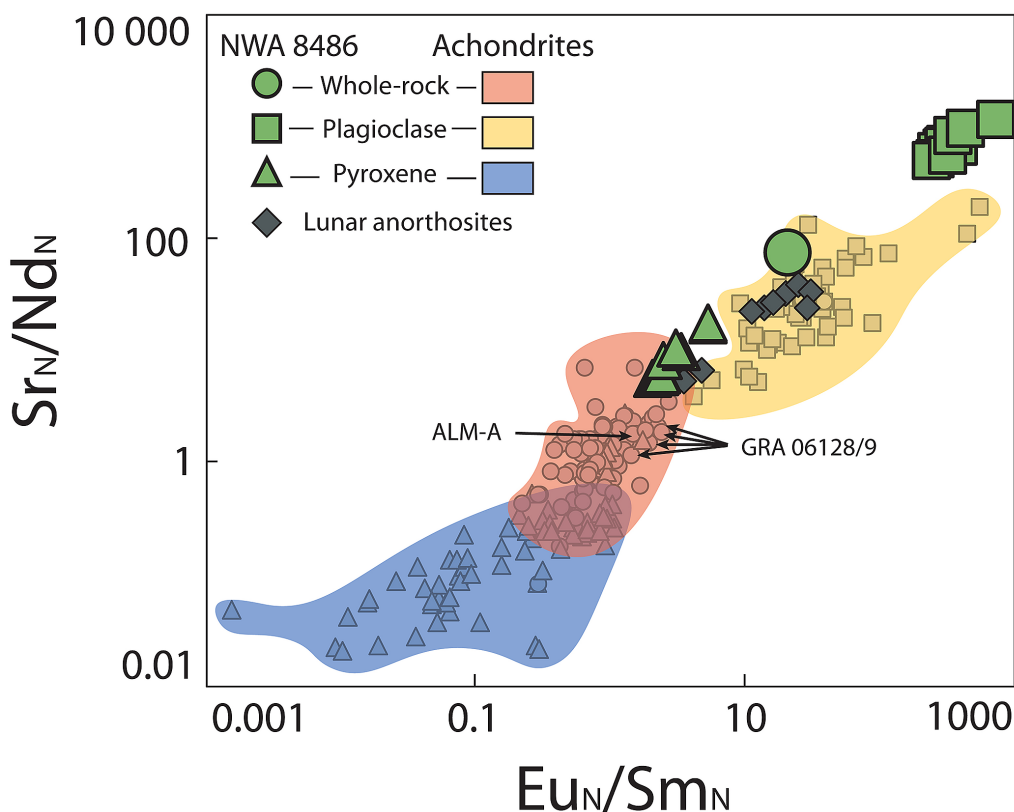 10 000
NWA 8486 Achondrites
Whole-rock
Plagioclase
Pyroxene
Lunar anorthosites
100
1
0.01
SrN/NdN
ALM-A
GRA 06128/9
0.001 0.1 10 1000
EuN/SmN